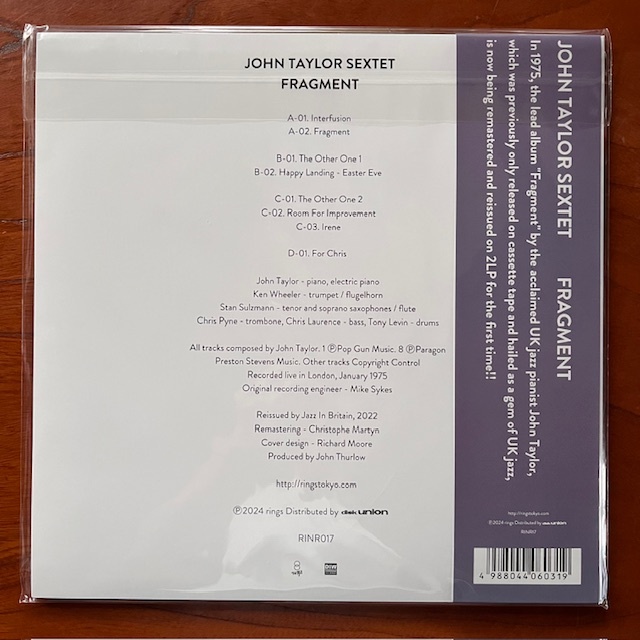 JOHN TAYLOR SEXTET
FRAGMENT
A-01. Interfusion
A-02. Fragment
B-01. The Other One 1
B-02. Happy Landing - Easter Eve
C-01. The Other One 2
C-02. Room For Improvement
C-03. Irene
D-01. For Chris
John Taylor - piano, electric piano
Ken Wheeler - trumpet / flugelhorn
Stan Sulzmann - tenor and soprano saxophones / flute
Chris Pyne - trombone, Chris Laurence - bass, Tony Levin - drums
All tracks composed by John Taylor. 1 ℗Pop Gun Music. 8 ℗Paragon
Preston Stevens Music. Other tracks Copyright Control
Recorded live in London, January 1975
Original recording engineer - Mike Sykes
Reissued by Jazz In Britain, 2022
Remastering - Christophe Martyn
Cover design - Richard Moore
Produced by John Thurlow
http://ringstokyo.com
℗2024 rings Distributed by disk union
RINR017
JOHN TAYLOR SEXTET FRAGMENT
In 1975, the lead album "Fragment" by the acclaimed UK jazz pianist John Taylor,
which was previously only released on cassette tape and hailed as a gem of UK jazz,
is now being remastered and reissued on 2LP for the first time!!
http://ringstokyo.com
℗2024 rings Distributed by disk union
RINR017
4 988044 060319